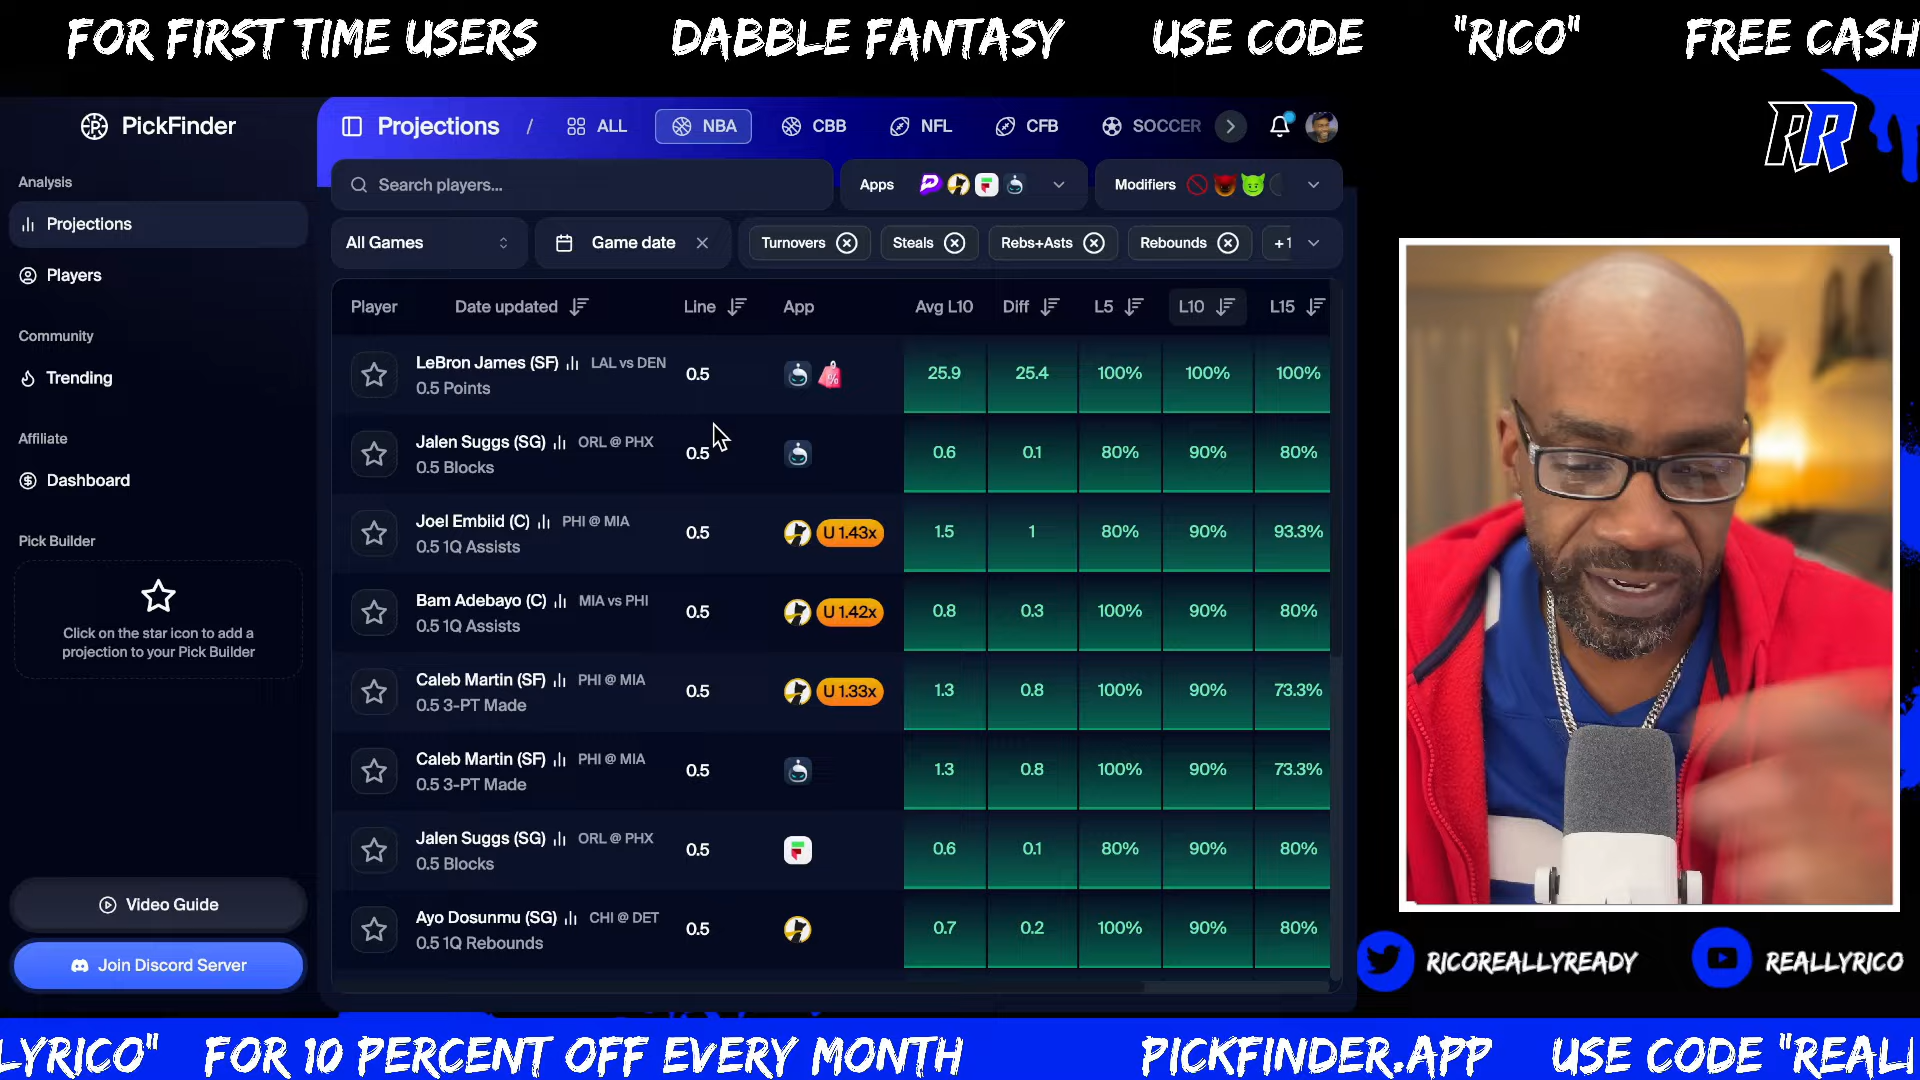 FOR FIRST TIME USERS DABBLE FANTASY USE CODE "RICO" FREE CASH
PickFinder
Analysis
Projections
Players
Community
Trending
Affiliate
Dashboard
Pick Builder
Click on the star icon to add a
projection to your Pick Builder
Video Guide
Join Discord Server
Projections / ALL NBA CBB NFL CFB SOCCER
Search players... Apps Modifiers
All Games Game date Turnovers Steals Rebs+Asts Rebounds +1
Player Date updated Line App Avg L10 Diff L5 L10 L15
LeBron James (SF) LAL vs DEN
0.5 Points
0.5 25.9 25.4 100% 100% 100%
Jalen Suggs (SG) ORL @ PHX
0.5 Blocks
0.5 0.6 0.1 80% 90% 80%
Joel Embiid (C) PHI @ MIA
0.5 1Q Assists
0.5 U 1.43x 1.5 1 80% 90% 93.3%
Bam Adebayo (C) MIA vs PHI
0.5 1Q Assists
0.5 U 1.42x 0.8 0.3 100% 90% 80%
Caleb Martin (SF) PHI @ MIA
0.5 3-PT Made
0.5 U 1.33x 1.3 0.8 100% 90% 73.3%
Caleb Martin (SF) PHI @ MIA
0.5 3-PT Made
0.5 1.3 0.8 100% 90% 73.3%
Jalen Suggs (SG) ORL @ PHX
0.5 Blocks
0.5 0.6 0.1 80% 90% 80%
Ayo Dosunmu (SG) CHI @ DET
0.5 1Q Rebounds
0.5 0.7 0.2 100% 90% 80%
RR
RICOREALLYREADY REALLYRICO
LYRICO" FOR 10 PERCENT OFF EVERY MONTH PICKFINDER.APP USE CODE "REALL